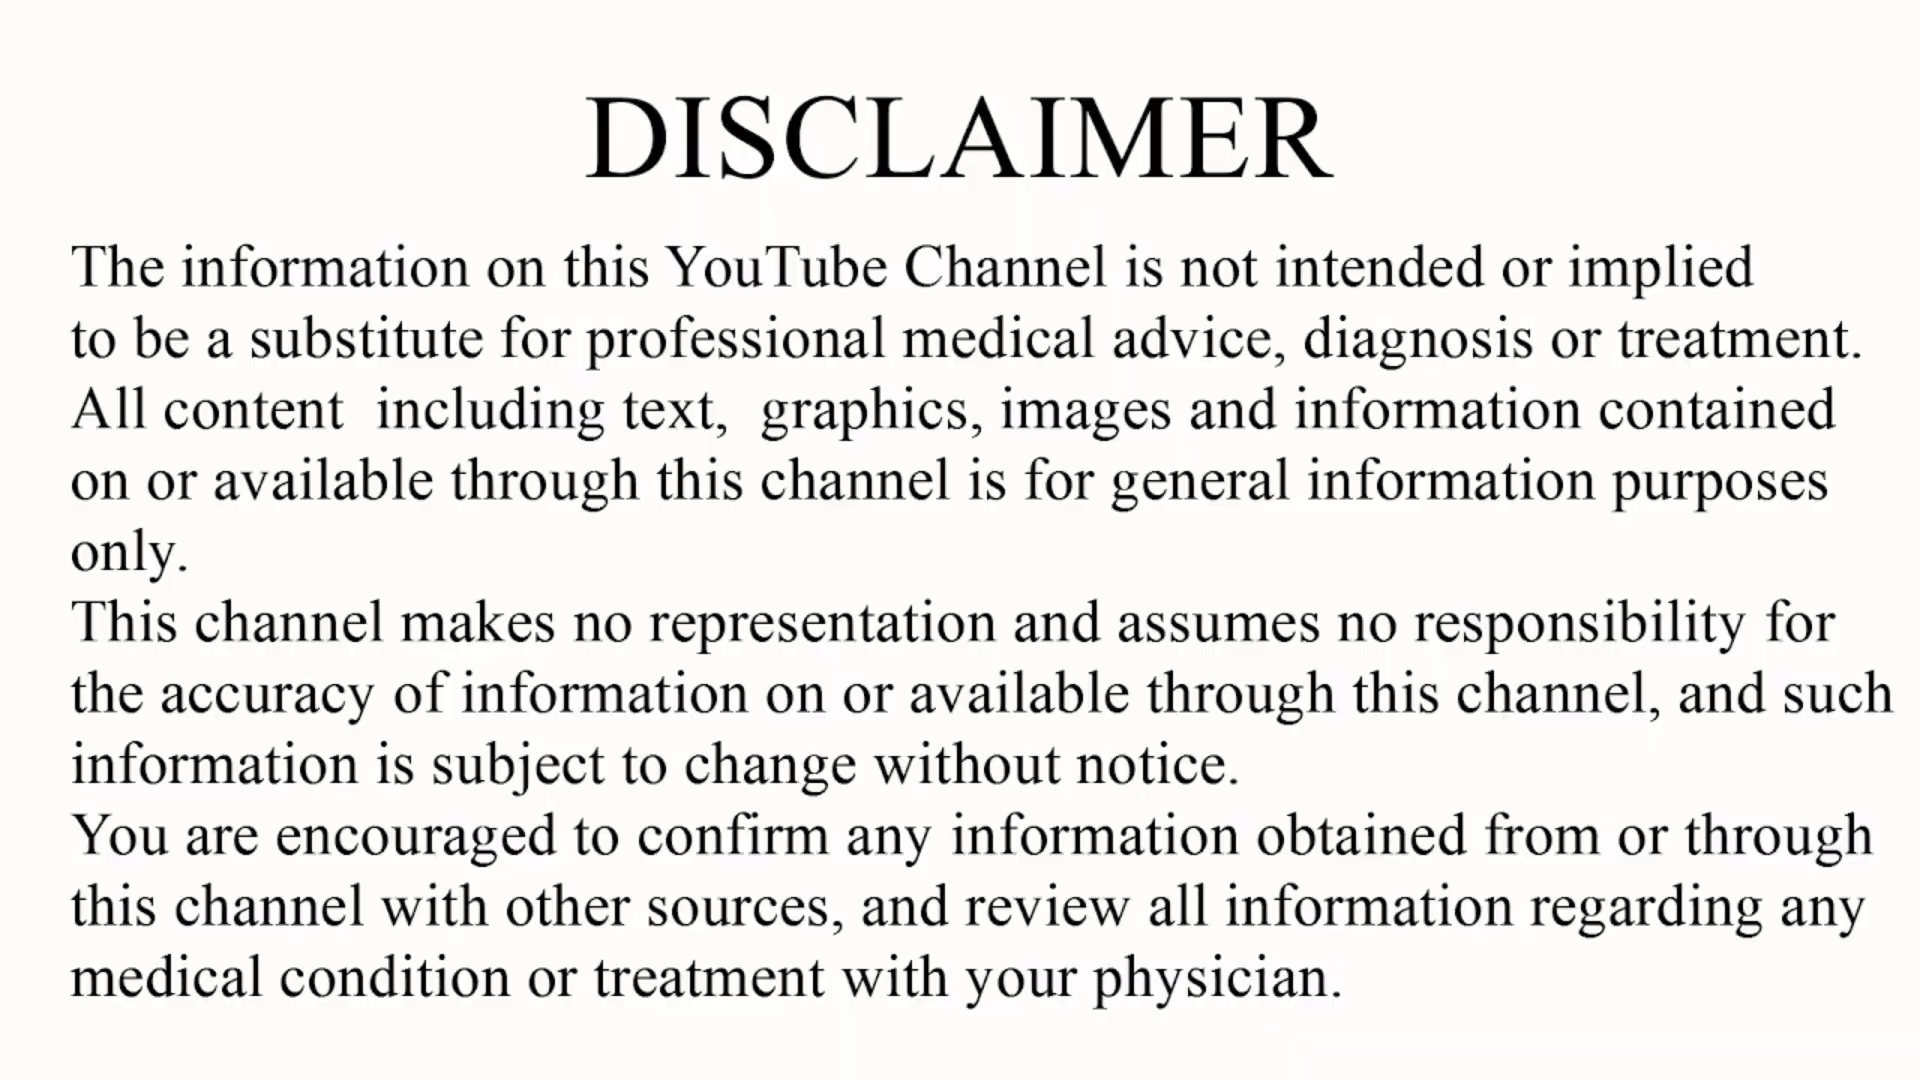 DISCLAIMER
The information on this YouTube Channel is not intended or implied
to be a substitute for professional medical advice, diagnosis or treatment.
All content  including text,  graphics, images and information contained
on or available through this channel is for general information purposes
only.
This channel makes no representation and assumes no responsibility for
the accuracy of information on or available through this channel, and such
information is subject to change without notice.
You are encouraged to confirm any information obtained from or through
this channel with other sources, and review all information regarding any
medical condition or treatment with your physician.